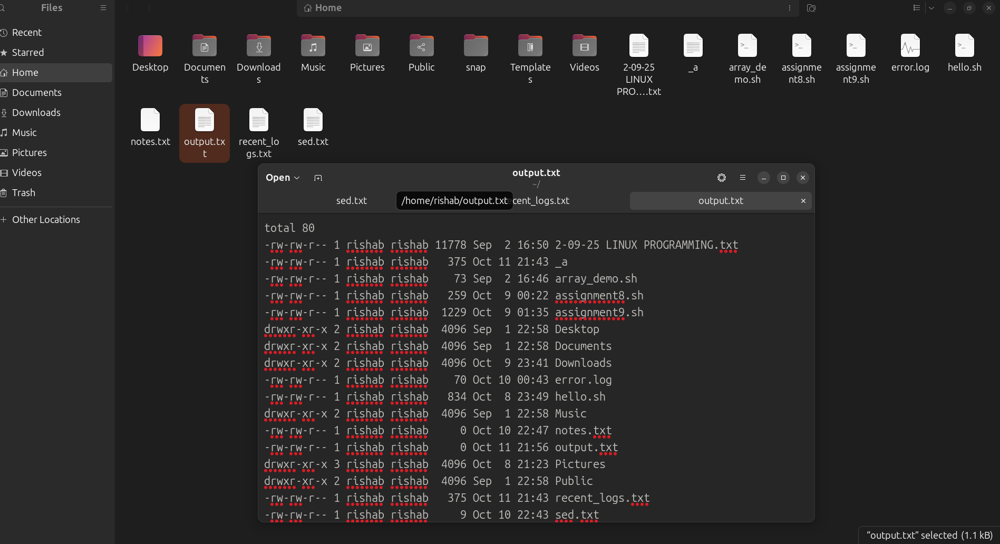 Files
Home
Recent
Starred
Home
Documents
Downloads
Music
Pictures
Videos
Trash
Other Locations
Desktop
Documen
ts
Download
s
Music
Pictures
Public
snap
Template
s
Videos
2-09-25
LINUX
PRO....txt
_a
array_de
mo.sh
assignme
nt8.sh
assignme
nt9.sh
error.log
hello.sh
notes.txt
output.tx
t
recent_lo
gs.txt
sed.txt
Open
output.txt
~/
sed.txt
/home/rishab/output.txt
cent_logs.txt
output.txt
total 80
-rw-rw-r-- 1 rishab rishab 11778 Sep  2 16:50 2-09-25 LINUX PROGRAMMING.txt
-rw-rw-r-- 1 rishab rishab   375 Oct 11 21:43 _a
-rw-rw-r-- 1 rishab rishab    73 Sep  2 16:46 array_demo.sh
-rw-rw-r-- 1 rishab rishab   259 Oct  9 00:22 assignment8.sh
-rw-rw-r-- 1 rishab rishab  1229 Oct  9 01:35 assignment9.sh
drwxr-xr-x 2 rishab rishab  4096 Sep  1 22:58 Desktop
drwxr-xr-x 2 rishab rishab  4096 Sep  1 22:58 Documents
drwxr-xr-x 2 rishab rishab  4096 Oct  9 23:41 Downloads
-rw-rw-r-- 1 rishab rishab    70 Oct 10 00:43 error.log
-rw-rw-r-- 1 rishab rishab   834 Oct  8 23:49 hello.sh
drwxr-xr-x 2 rishab rishab  4096 Sep  1 22:58 Music
-rw-rw-r-- 1 rishab rishab     0 Oct 10 22:47 notes.txt
-rw-rw-r-- 1 rishab rishab     0 Oct 11 21:56 output.txt
drwxr-xr-x 3 rishab rishab  4096 Oct  8 21:23 Pictures
drwxr-xr-x 2 rishab rishab  4096 Sep  1 22:58 Public
-rw-rw-r-- 1 rishab rishab   375 Oct 11 21:43 recent_logs.txt
-rw-rw-r-- 1 rishab rishab     9 Oct 10 22:43 sed.txt
“output.txt” selected (1.1 kB)